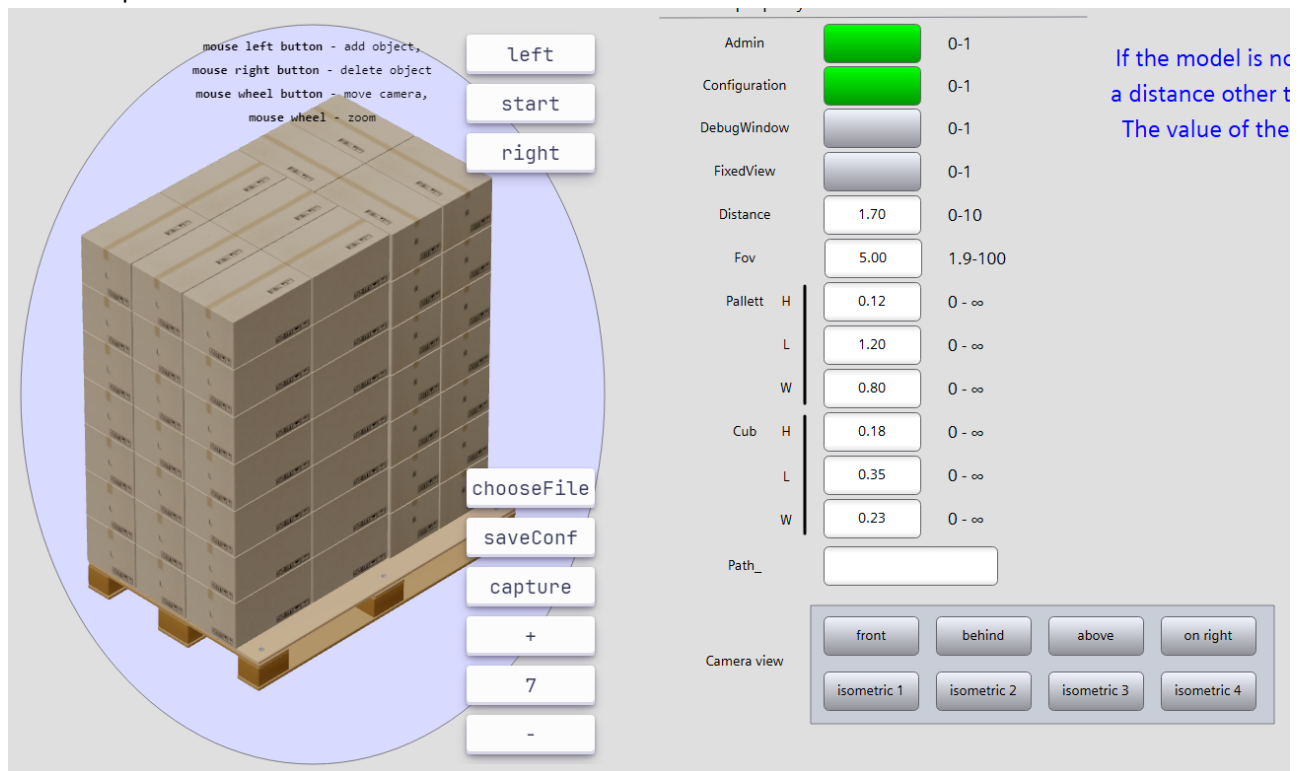 mouse left button - add object,
mouse right button - delete object
mouse wheel button - move camera,
mouse wheel - zoom
left
start
right
chooseFile
saveConf
capture
+
7
-
Admin 0-1
Configuration 0-1
DebugWindow 0-1
FixedView 0-1
Distance 1.70 0-10
Fov 5.00 1.9-100
Pallett H 0.12 0 - ∞
L 1.20 0 - ∞
W 0.80 0 - ∞
Cub H 0.18 0 - ∞
L 0.35 0 - ∞
W 0.23 0 - ∞
Path_
Camera view
front behind above on right
isometric 1 isometric 2 isometric 3 isometric 4
If the model is
a distance other
The value of the